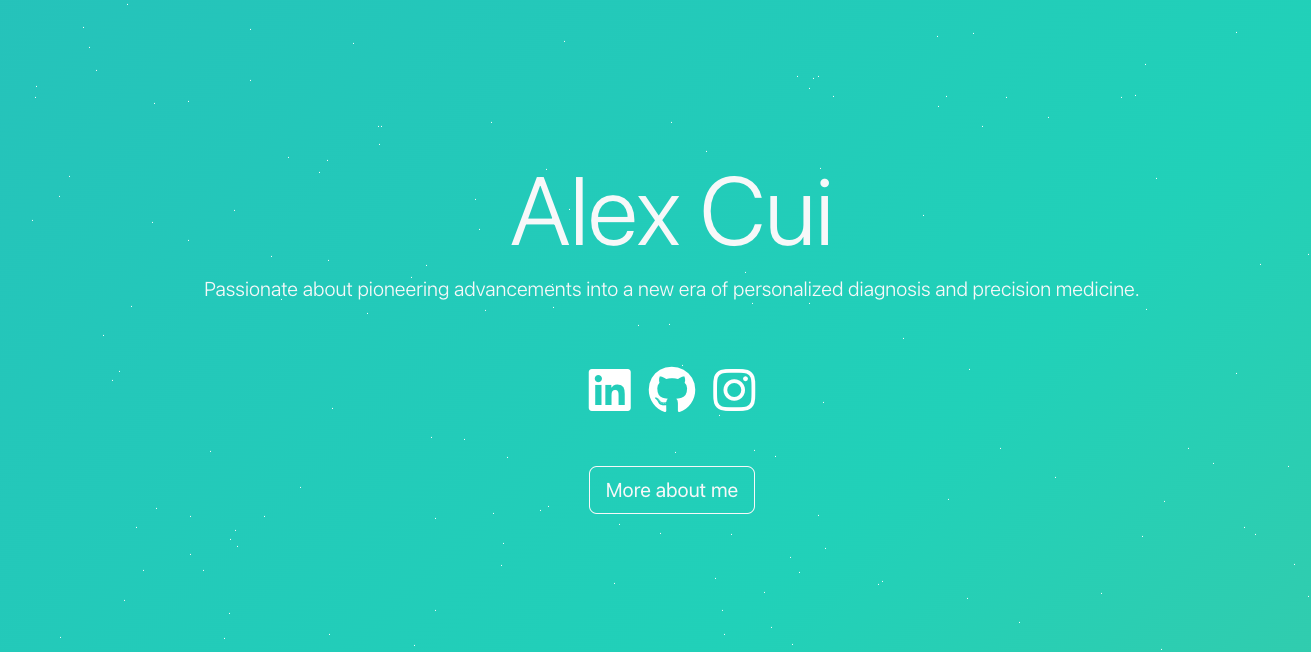 Alex Cui
Passionate about pioneering advancements into a new era of personalized diagnosis and precision medicine.
in
More about me